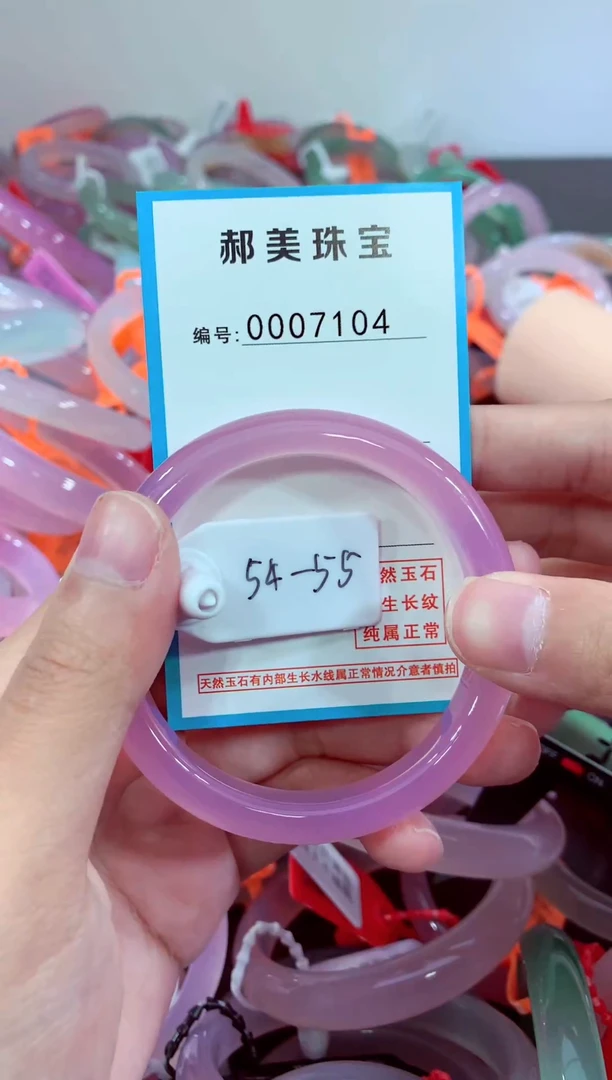 郝美珠宝
编号:0007104
54-55
然玉石
生长纹
纯属正常
天然玉石有内部生长水线属正常情况介意者慎拍